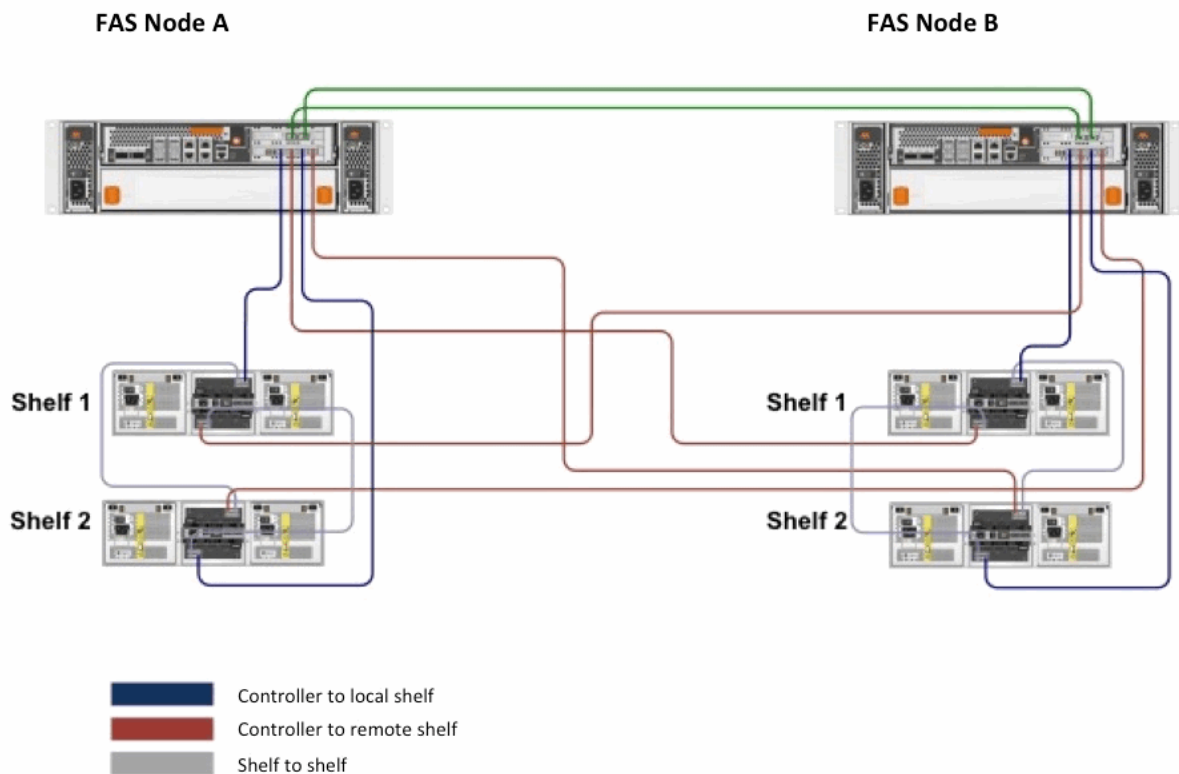 FAS Node A
FAS Node B
Shelf 1
Shelf 1
Shelf 2
Shelf 2
Controller to local shelf
Controller to remote shelf
Shelf to shelf